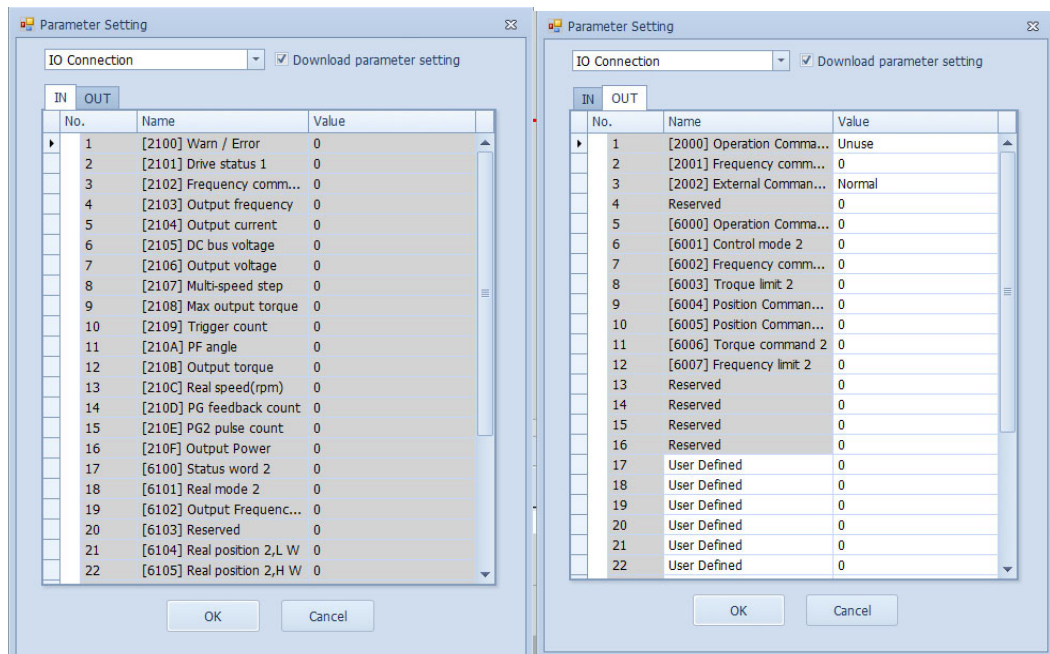 Parameter Setting
IO Connection
Download parameter setting
IN OUT
No. Name Value
1 [2100] Warn / Error 0
2 [2101] Drive status 1 0
3 [2102] Frequency comm... 0
4 [2103] Output frequency 0
5 [2104] Output current 0
6 [2105] DC bus voltage 0
7 [2106] Output voltage 0
8 [2107] Multi-speed step 0
9 [2108] Max output torque 0
10 [2109] Trigger count 0
11 [210A] PF angle 0
12 [210B] Output torque 0
13 [210C] Real speed(rpm) 0
14 [210D] PG feedback count 0
15 [210E] PG2 pulse count 0
16 [210F] Output Power 0
17 [6100] Status word 2 0
18 [6101] Real mode 2 0
19 [6102] Output Frequenc... 0
20 [6103] Reserved 0
21 [6104] Real position 2,L W 0
22 [6105] Real position 2,H W 0
OK Cancel
Parameter Setting
IO Connection
Download parameter setting
IN OUT
No. Name Value
1 [2000] Operation Comma... Unuse
2 [2001] Frequency comm... 0
3 [2002] External Comman... Normal
4 Reserved 0
5 [6000] Operation Comma... 0
6 [6001] Control mode 2 0
7 [6002] Frequency comm... 0
8 [6003] Troque limit 2 0
9 [6004] Position Comman... 0
10 [6005] Position Comman... 0
11 [6006] Torque command 2 0
12 [6007] Frequency limit 2 0
13 Reserved 0
14 Reserved 0
15 Reserved 0
16 Reserved 0
17 User Defined 0
18 User Defined 0
19 User Defined 0
20 User Defined 0
21 User Defined 0
22 User Defined 0
OK Cancel